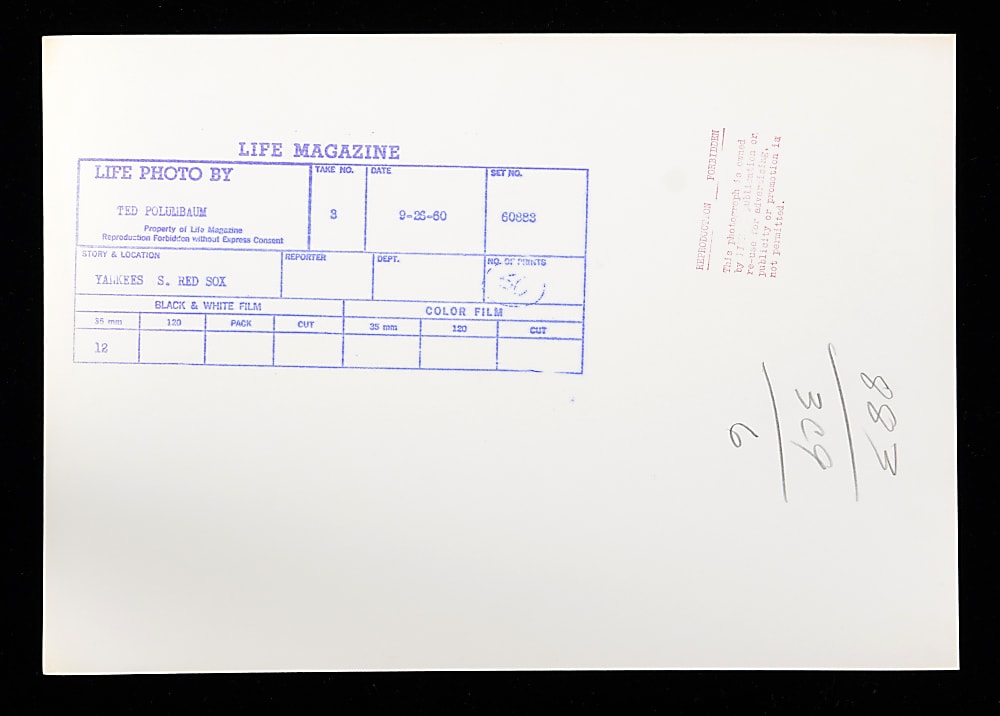 LIFE MAGAZINE
LIFE PHOTO BY
TED POLUMBAUM
Property of Life Magazine
Reproduction Forbidden without Express Consent
TAKE NO.
3
DATE
9-26-60
SET NO.
60883
STORY & LOCATION
YANKEES S. RED SOX
REPORTER
DEPT.
NO. OF PRINTS
BLACK & WHITE FILM
COLOR FILM
35 mm 120 PACK CUT 35 mm 120 CUT
12
REPRODUCTION FORBIDDEN
This photograph is owned
by publication or
re-use for advertising,
publicity or promotion is
not permitted.
883
309
6